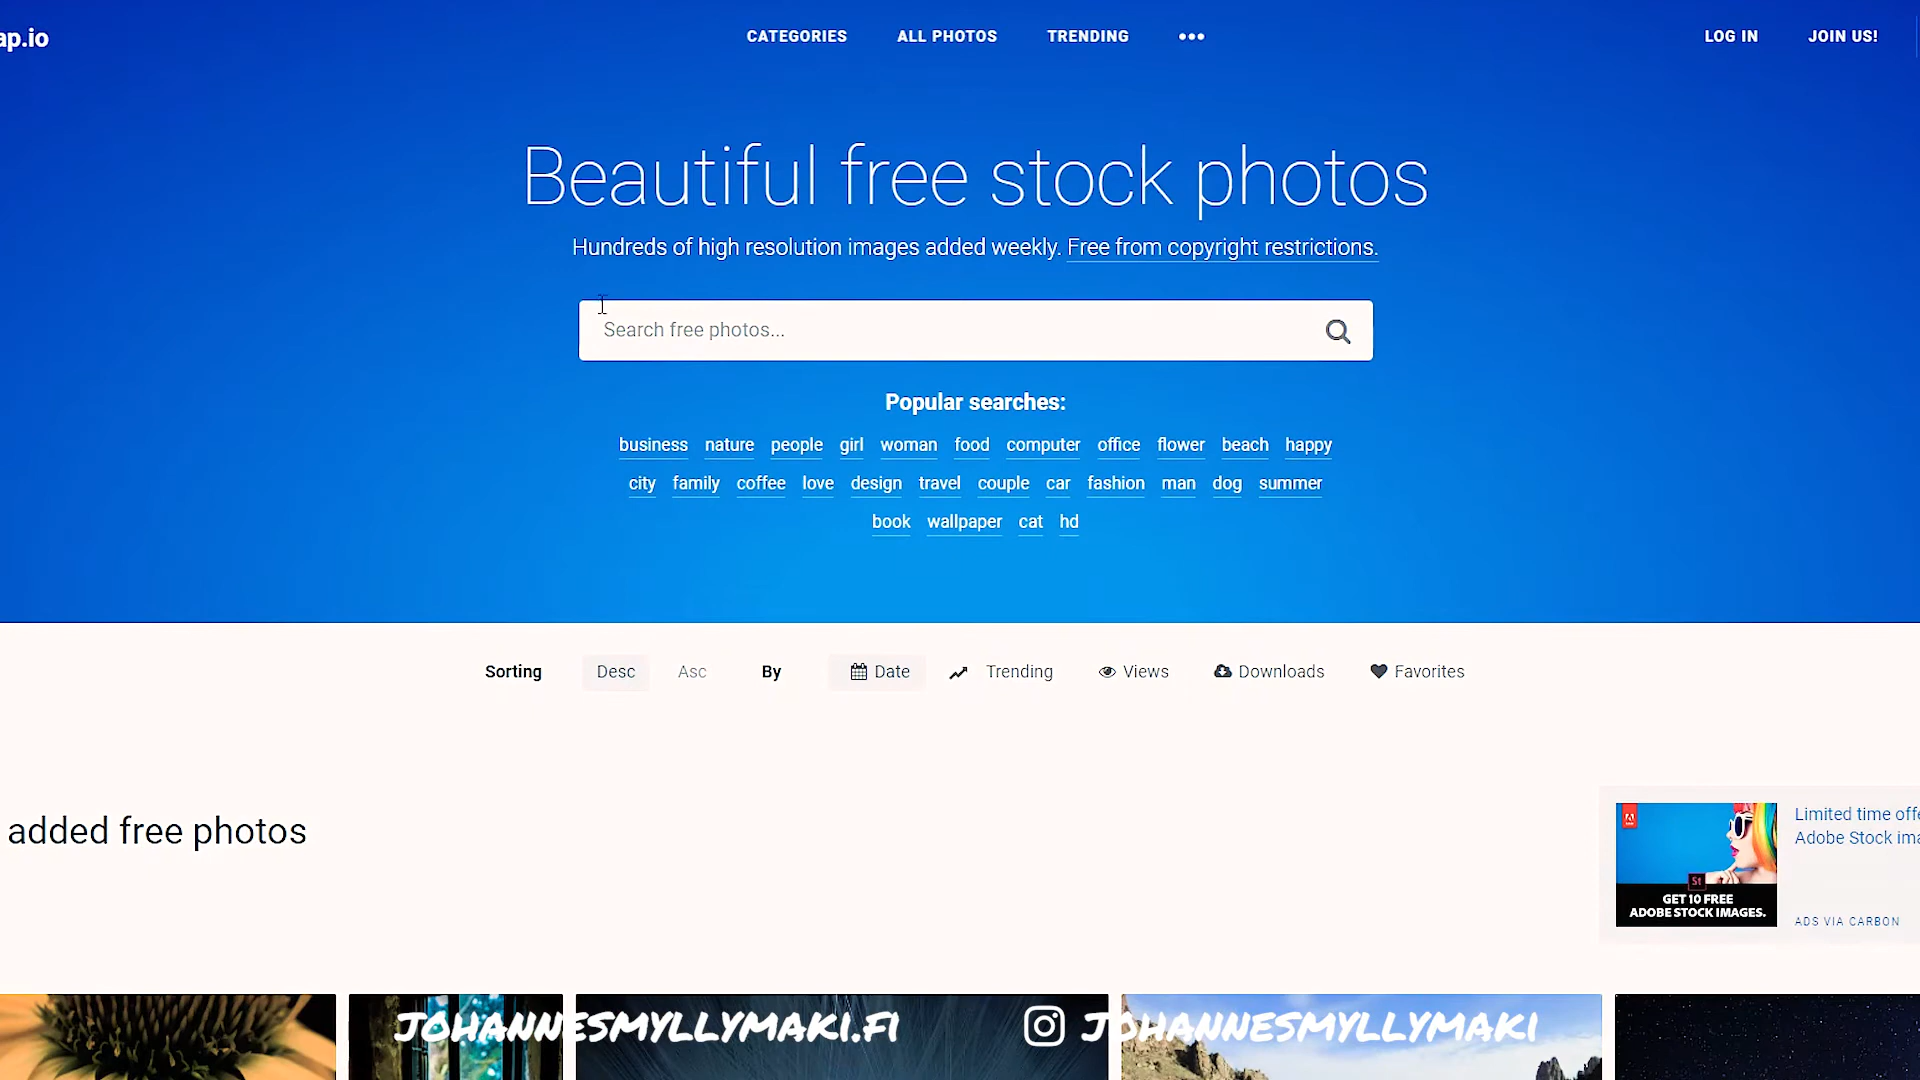 ap.io
CATEGORIES ALL PHOTOS TRENDING •••
LOG IN JOIN US!
Beautiful free stock photos
Hundreds of high resolution images added weekly. Free from copyright restrictions.
Search free photos...
Popular searches:
business nature people girl woman food computer office flower beach happy
city family coffee love design travel couple car fashion man dog summer
book wallpaper cat hd
Sorting Desc Asc By Date Trending Views Downloads Favorites
added free photos
Limited time offe
Adobe Stock ima
St
GET 10 FREE
ADOBE STOCK IMAGES.
ADS VIA CARBON
JOHANNESMYLLYMAKI.FI
JOHANNESMYLLYMAKI